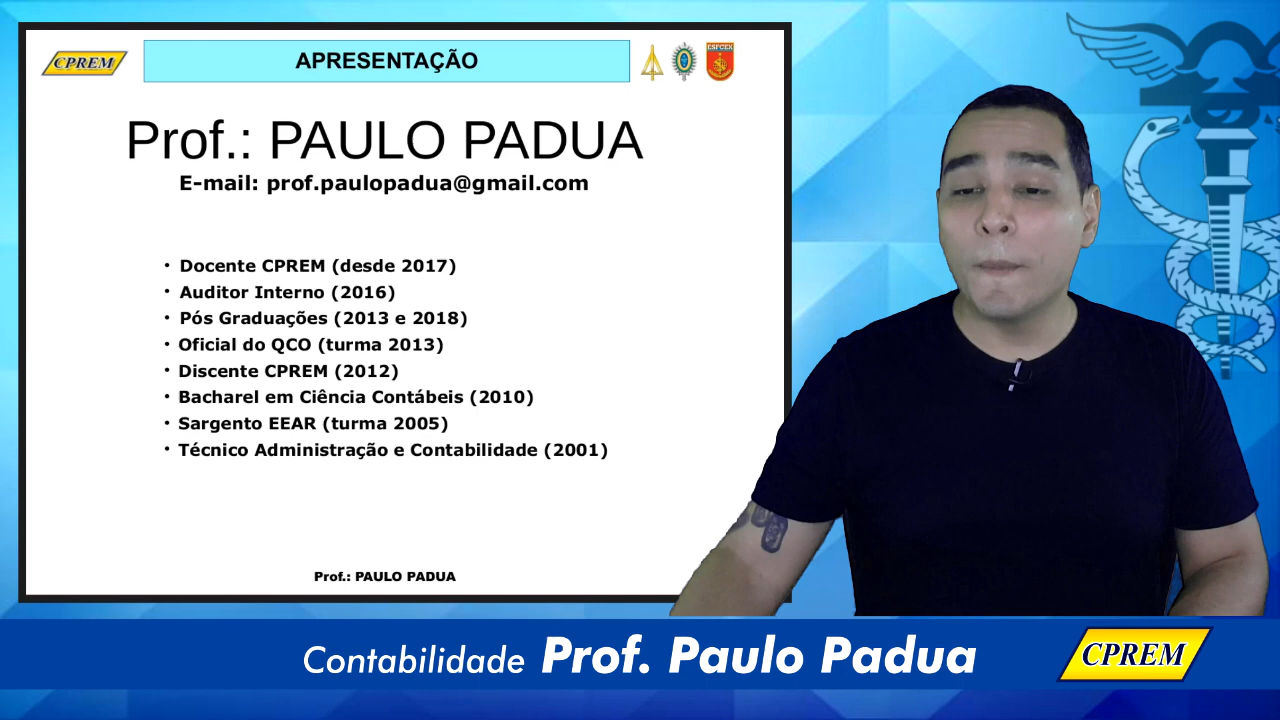 CPREM
APRESENTAÇÃO
ESFCEX
Prof.: PAULO PADUA
E-mail: prof.paulopadua@gmail.com
• Docente CPREM (desde 2017)
• Auditor Interno (2016)
• Pós Graduações (2013 e 2018)
• Oficial do QCO (turma 2013)
• Discente CPREM (2012)
• Bacharel em Ciência Contábeis (2010)
• Sargento EEAR (turma 2005)
• Técnico Administração e Contabilidade (2001)
Prof.: PAULO PADUA
Contabilidade Prof. Paulo Padua
CPREM